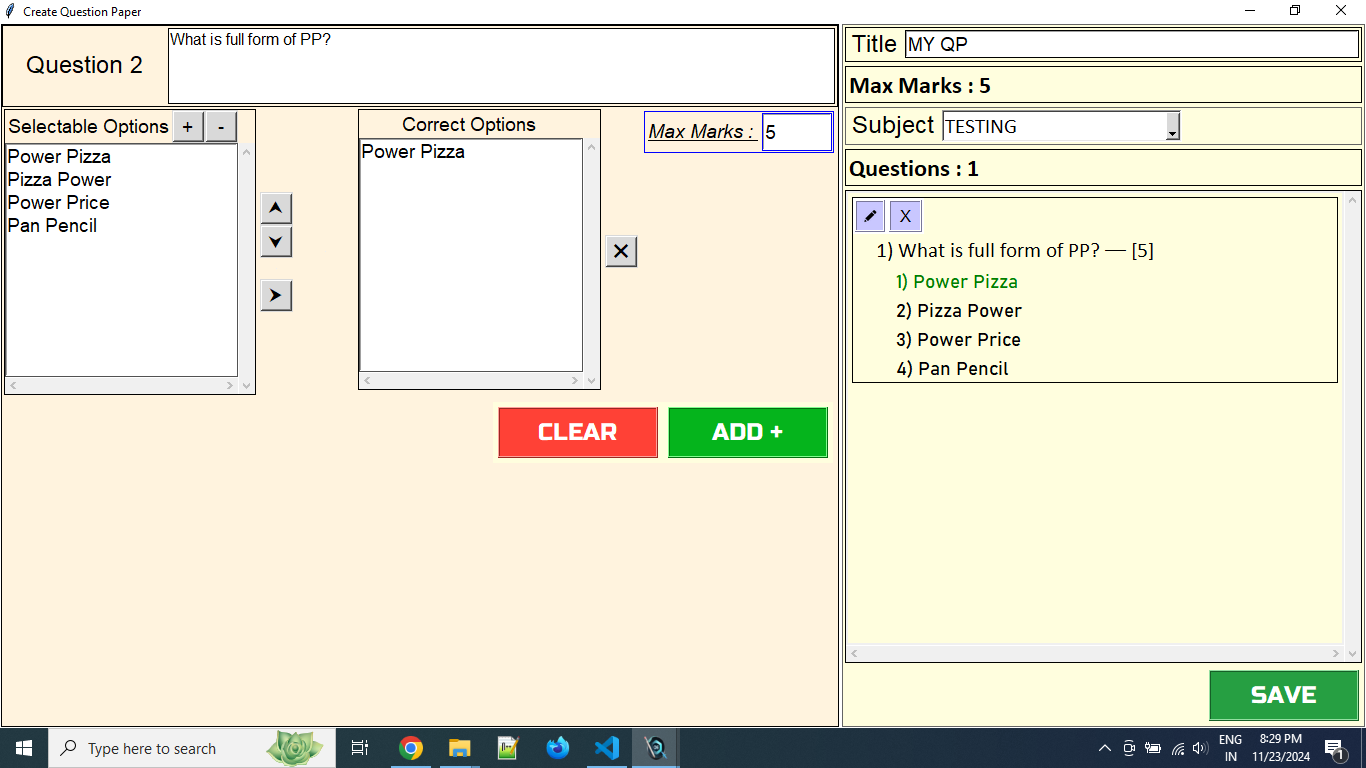 Create Question Paper
Question 2
What is full form of PP?
Selectable Options + -
Power Pizza
Pizza Power
Power Price
Pan Pencil
Correct Options
Power Pizza
Max Marks : 5
CLEAR
ADD +
Title MY QP
Max Marks : 5
Subject TESTING
Questions : 1
X
1) What is full form of PP? — [5]
1) Power Pizza
2) Pizza Power
3) Power Price
4) Pan Pencil
SAVE
Type here to search
ENG
IN
8:29 PM
11/23/2024
1